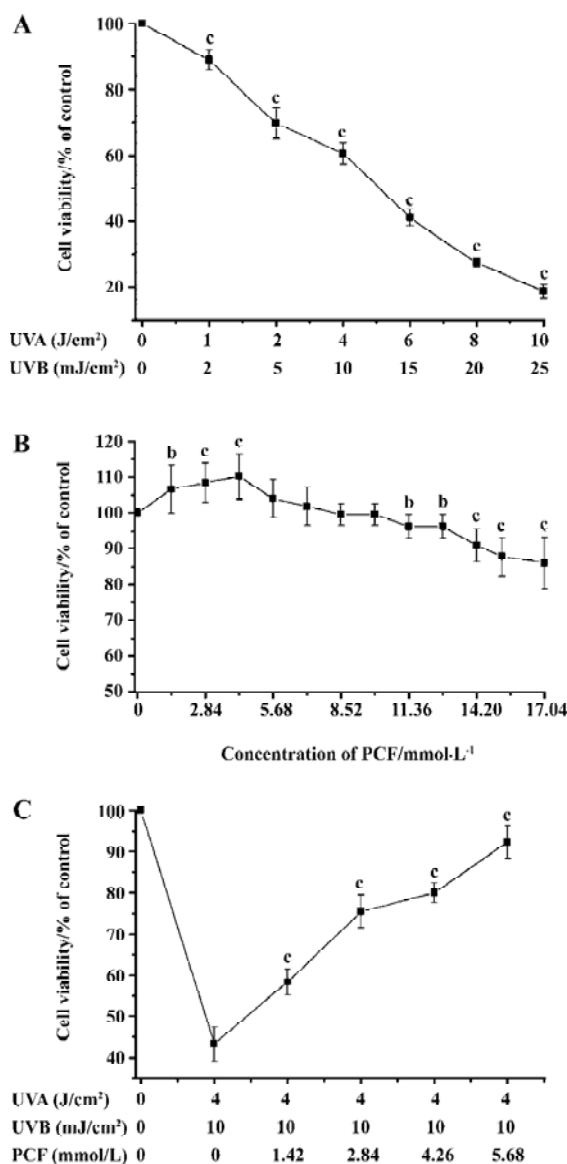 A
Cell viability/% of control
100
80
60
40
20
c c c c c c
UVA (J/cm²) 0 1 2 4 6 8 10
UVB (mJ/cm²) 0 2 5 10 15 20 25
B
Cell viability/% of control
120
110
100
90
80
70
60
50
b c c b b c c c
0 2.84 5.68 8.52 11.36 14.20 17.04
Concentration of PCF/mmol·L⁻¹
C
Cell viability/% of control
100
90
80
70
60
50
40
c c c c
UVA (J/cm²) 0 4 4 4 4 4
UVB (mJ/cm²) 0 10 10 10 10 10
PCF (mmol/L) 0 0 1.42 2.84 4.26 5.68